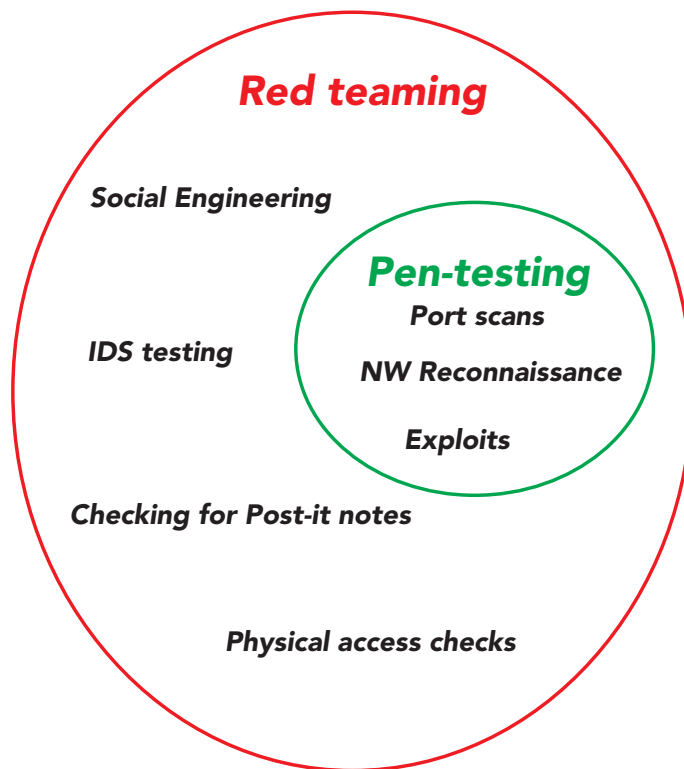 Red teaming
Social Engineering
Pen-testing
Port scans
IDS testing
NW Reconnaissance
Exploits
Checking for Post-it notes
Physical access checks